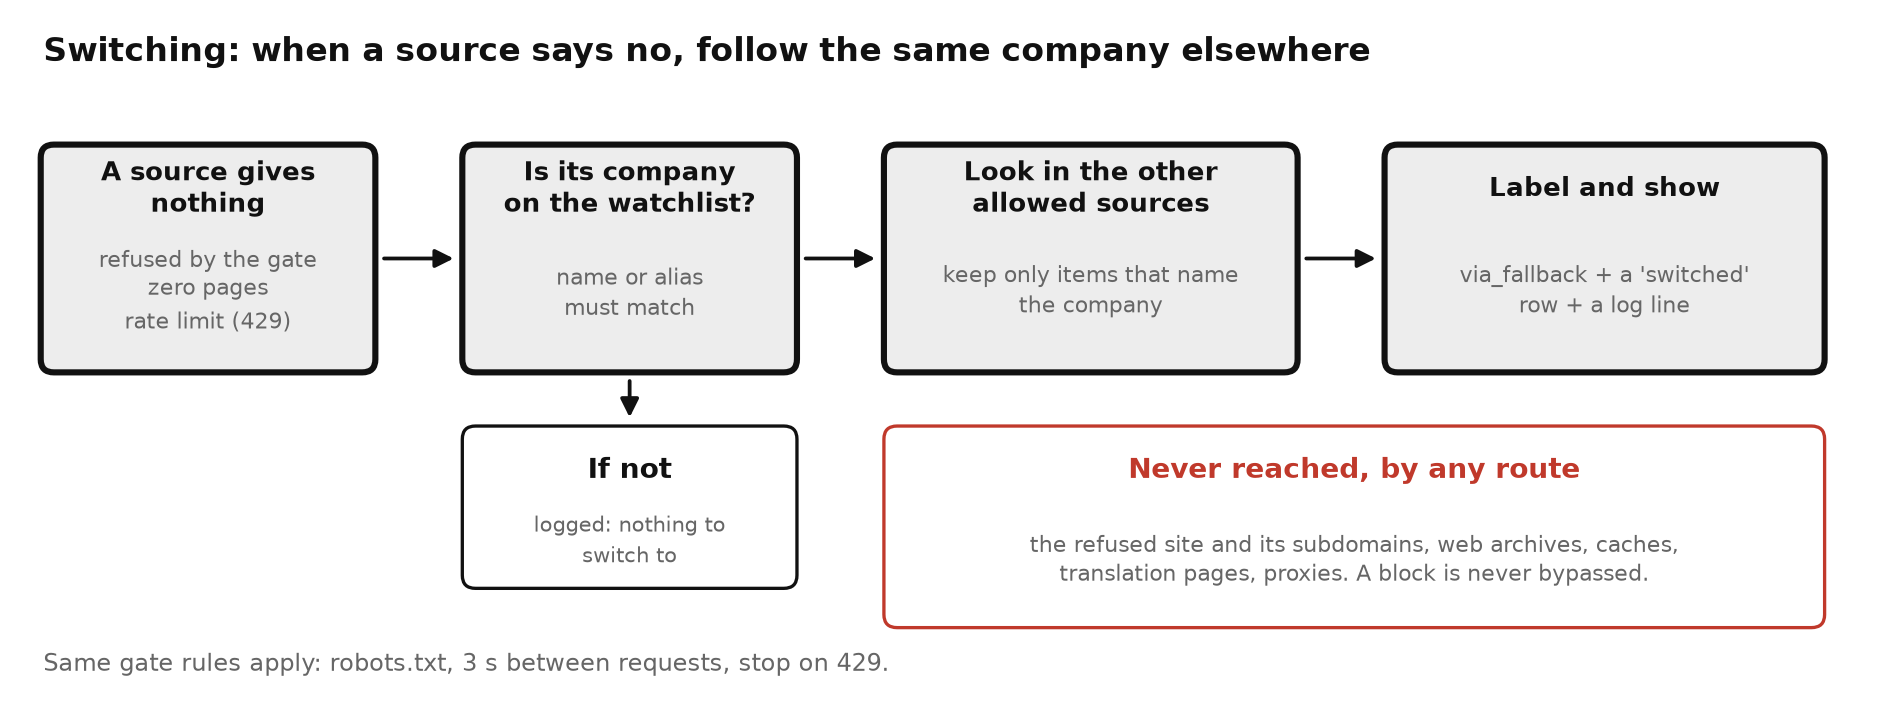 Switching: when a source says no, follow the same company elsewhere
A source gives
nothing
refused by the gate
zero pages
rate limit (429)
Is its company
on the watchlist?
name or alias
must match
Look in the other
allowed sources
keep only items that name
the company
Label and show
via_fallback + a 'switched'
row + a log line
If not
logged: nothing to
switch to
Never reached, by any route
the refused site and its subdomains, web archives, caches,
translation pages, proxies. A block is never bypassed.
Same gate rules apply: robots.txt, 3 s between requests, stop on 429.